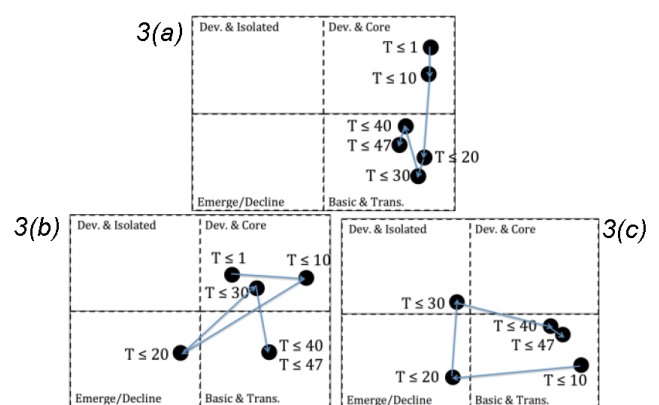 3(a)
Dev. & Isolated
Dev. & Core
T ≤ 1
T ≤ 10
T ≤ 40
T ≤ 47
T ≤ 20
T ≤ 30
Emerge/Decline
Basic & Trans.
3(b)
Dev. & Isolated
Dev. & Core
T ≤ 1
T ≤ 10
T ≤ 30
T ≤ 20
T ≤ 40
T ≤ 47
Emerge/Decline
Basic & Trans.
3(c)
Dev. & Isolated
Dev. & Core
T ≤ 30
T ≤ 40
T ≤ 47
T ≤ 20
T ≤ 10
Emerge/Decline
Basic & Trans.